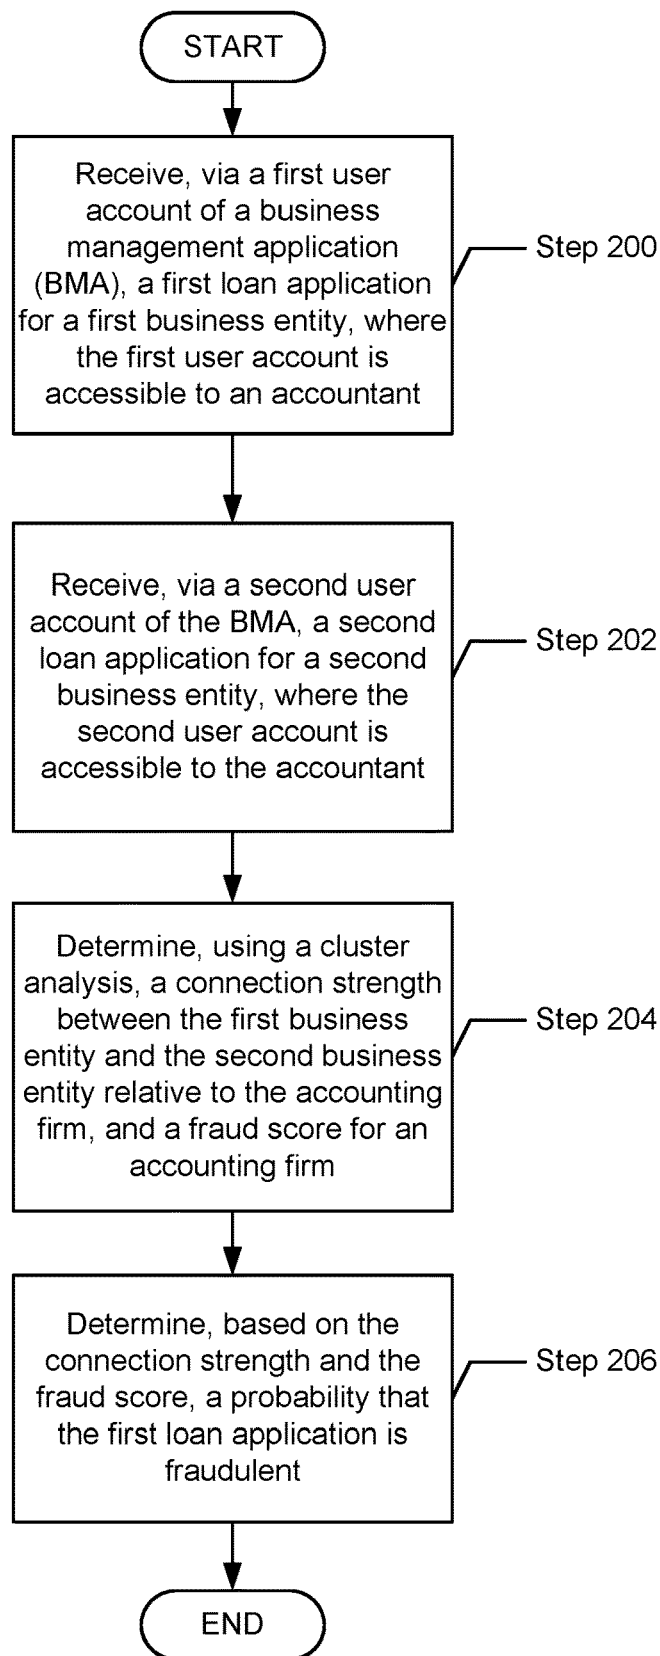 START
Receive, via a first user
account of a business
management application
(BMA), a first loan application
for a first business entity, where
the first user account is
accessible to an accountant
Step 200
Receive, via a second user
account of the BMA, a second
loan application for a second
business entity, where the
second user account is
accessible to the accountant
Step 202
Determine, using a cluster
analysis, a connection strength
between the first business
entity and the second business
entity relative to the accounting
firm, and a fraud score for an
accounting firm
Step 204
Determine, based on the
connection strength and the
fraud score, a probability that
the first loan application is
fraudulent
Step 206
END